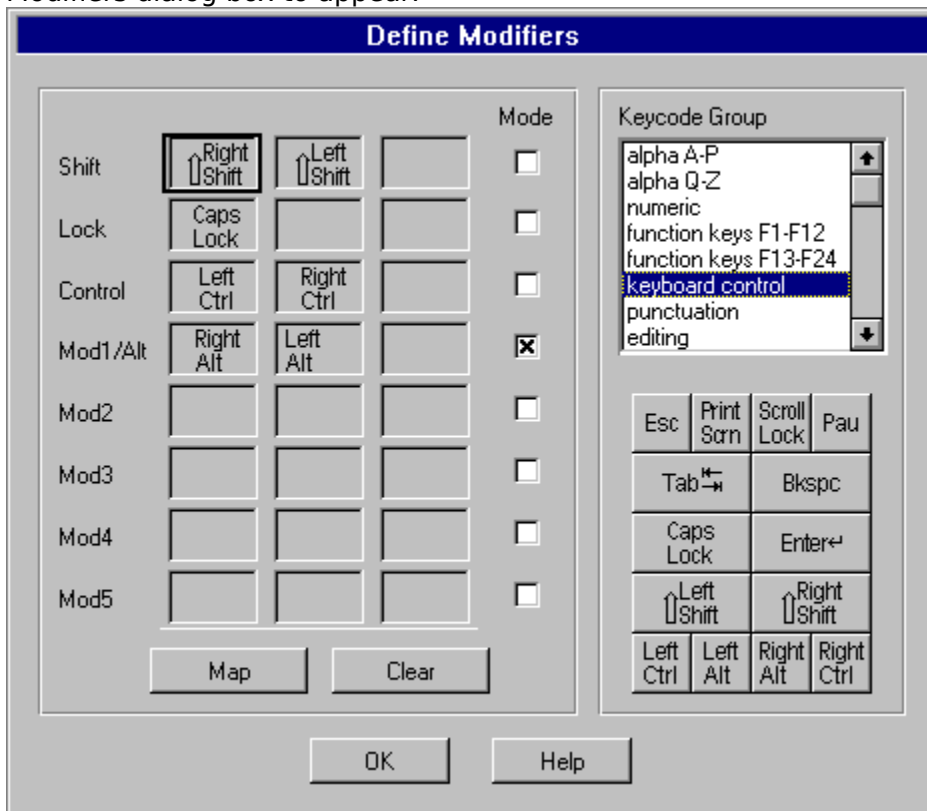 Modifiers dialog box to appear.
Define Modifiers
Mode
Shift
Right Shift
Left Shift
Lock
Caps Lock
Control
Left Ctrl
Right Ctrl
Mod1/Alt
Right Alt
Left Alt
Mod2
Mod3
Mod4
Mod5
Map
Clear
Keycode Group
alpha A-P
alpha Q-Z
numeric
function keys F1-F12
function keys F13-F24
keyboard control
punctuation
editing
Esc
Print Scrn
Scroll Lock
Pau
Tab
Bkspc
Caps Lock
Enter
Left Shift
Right Shift
Left Ctrl
Left Alt
Right Alt
Right Ctrl
OK
Help